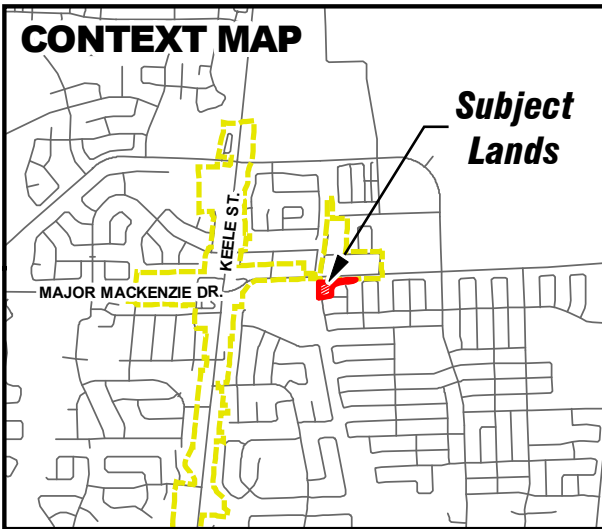 CONTEXT MAP
Subject
Lands
KEELE ST.
MAJOR MACKENZIE DR.